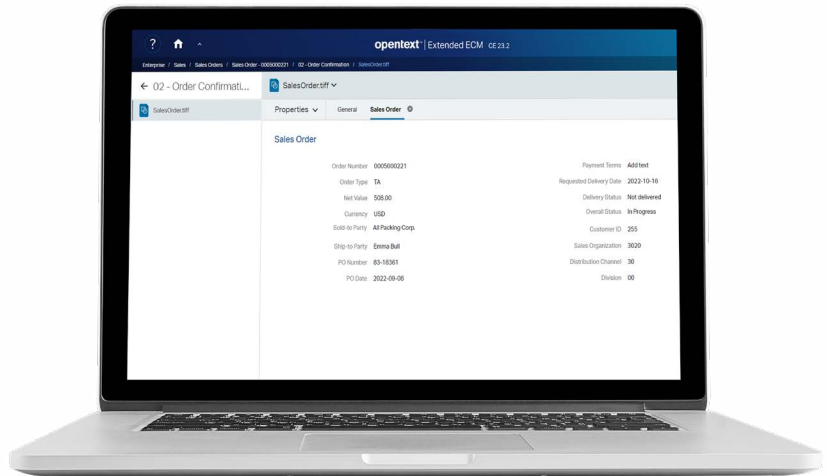 ? opentext™ | Extended ECM CE 23.2
Enterprise / Sales / Sales Orders / Sales Order - 0005000221 / 02 - Order Confirmation / SalesOrder.tiff
← 02 - Order Confirmati...
SalesOrder.tiff
SalesOrder.tiff
Properties General Sales Order
Sales Order
Order Number 0005000221
Order Type TA
Net Value 508.00
Currency USD
Sold-to Party All Packing Corp.
Ship-to Party Emma Bull
PO Number 83-18361
PO Date 2022-09-08
Payment Terms Add text
Requested Delivery Date 2022-10-16
Delivery Status Not delivered
Overall Status In Progress
Customer ID 255
Sales Organization 3020
Distribution Channel 30
Division 00